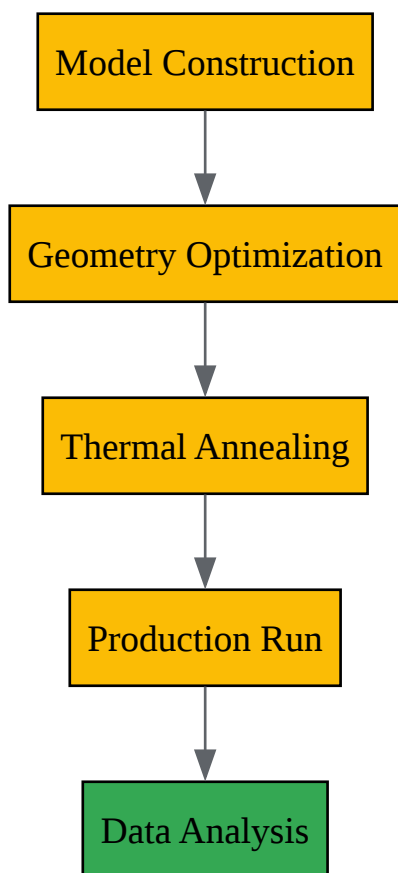 Model Construction
Geometry Optimization
Thermal Annealing
Production Run
Data Analysis